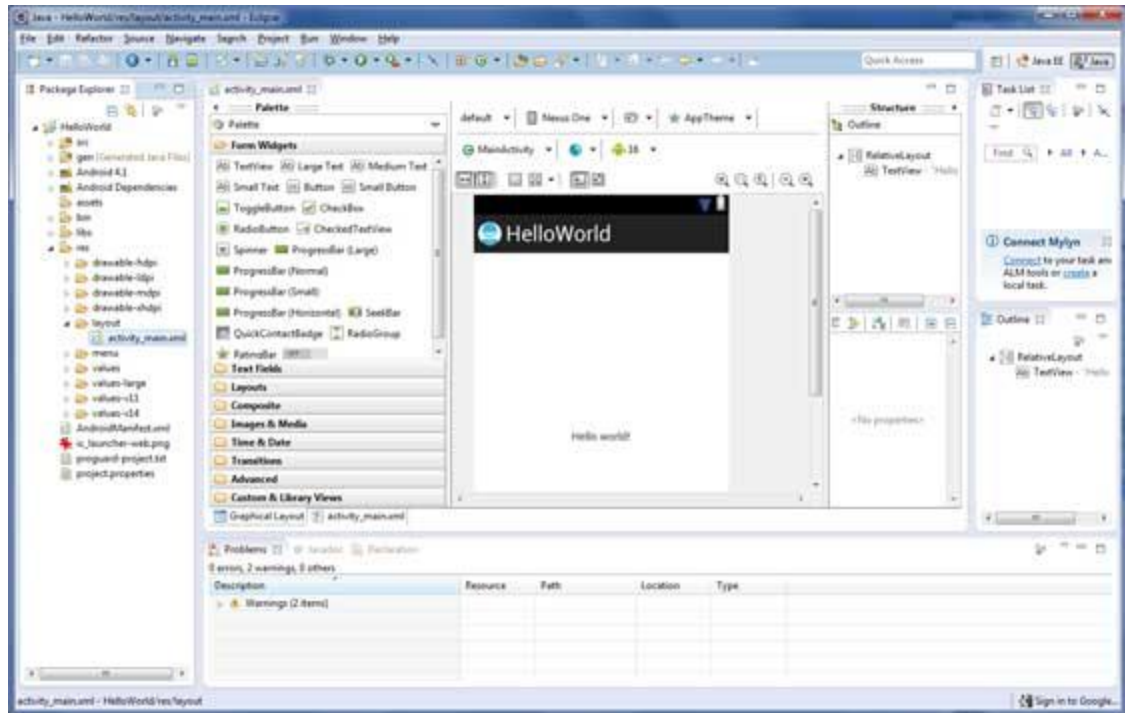 Java - HelloWorld/res/layout/activity_main.xml - Eclipse
File Edit Refactor Source Navigate Search Project Run Window Help
Quick Access
Java EE
Java
Package Explorer
HelloWorld
src
gen [Generated Java Files]
Android 4.1
Android Dependencies
assets
bin
libs
res
drawable-hdpi
drawable-ldpi
drawable-mdpi
drawable-xhdpi
layout
activity_main.xml
menu
values
values-large
values-v11
values-v14
AndroidManifest.xml
ic_launcher-web.png
proguard-project.txt
project.properties
activity_main.xml
Palette
Palette
Form Widgets
TextView Large Text Medium Text
Small Text Button Small Button
ToggleButton CheckBox
RadioButton CheckedTextView
Spinner ProgressBar (Large)
ProgressBar (Normal)
ProgressBar (Small)
ProgressBar (Horizontal) SeekBar
QuickContactBadge RadioGroup
RatingBar
Text Fields
Layouts
Composite
Images & Media
Time & Date
Transitions
Advanced
Custom & Library Views
Graphical Layout activity_main.xml
default Nexus One AppTheme
MainActivity 16
HelloWorld
Hello world!
Structure
Outline
RelativeLayout
TextView - "Hello
<No properties>
Task List
Find All A...
Connect Mylyn
Connect to your task and
ALM tools or create a
local task.
Outline
RelativeLayout
TextView - "Hello
Problems Javadoc Declaration
0 errors, 2 warnings, 0 others
Description Resource Path Location Type
Warnings (2 items)
activity_main.xml - HelloWorld/res/layout
Sign in to Google...